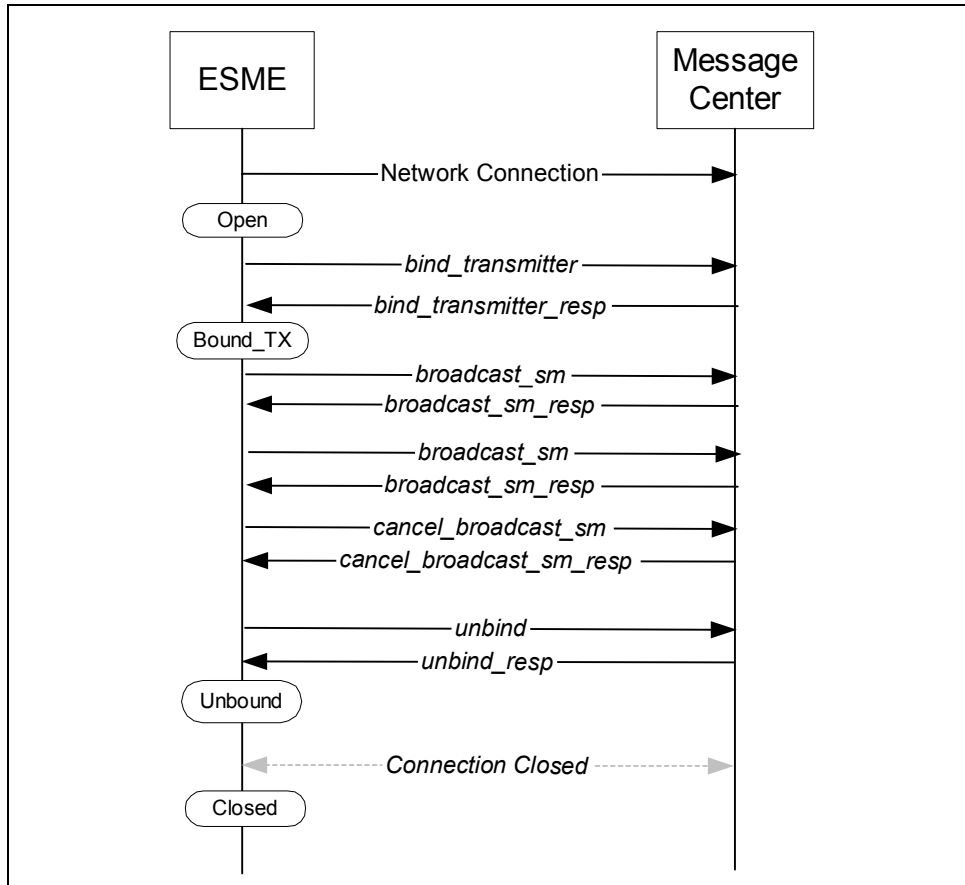 ESME
Message
Center
Network Connection
Open
bind_transmitter
bind_transmitter_resp
Bound_TX
broadcast_sm
broadcast_sm_resp
broadcast_sm
broadcast_sm_resp
cancel_broadcast_sm
cancel_broadcast_sm_resp
unbind
unbind_resp
Unbound
Connection Closed
Closed